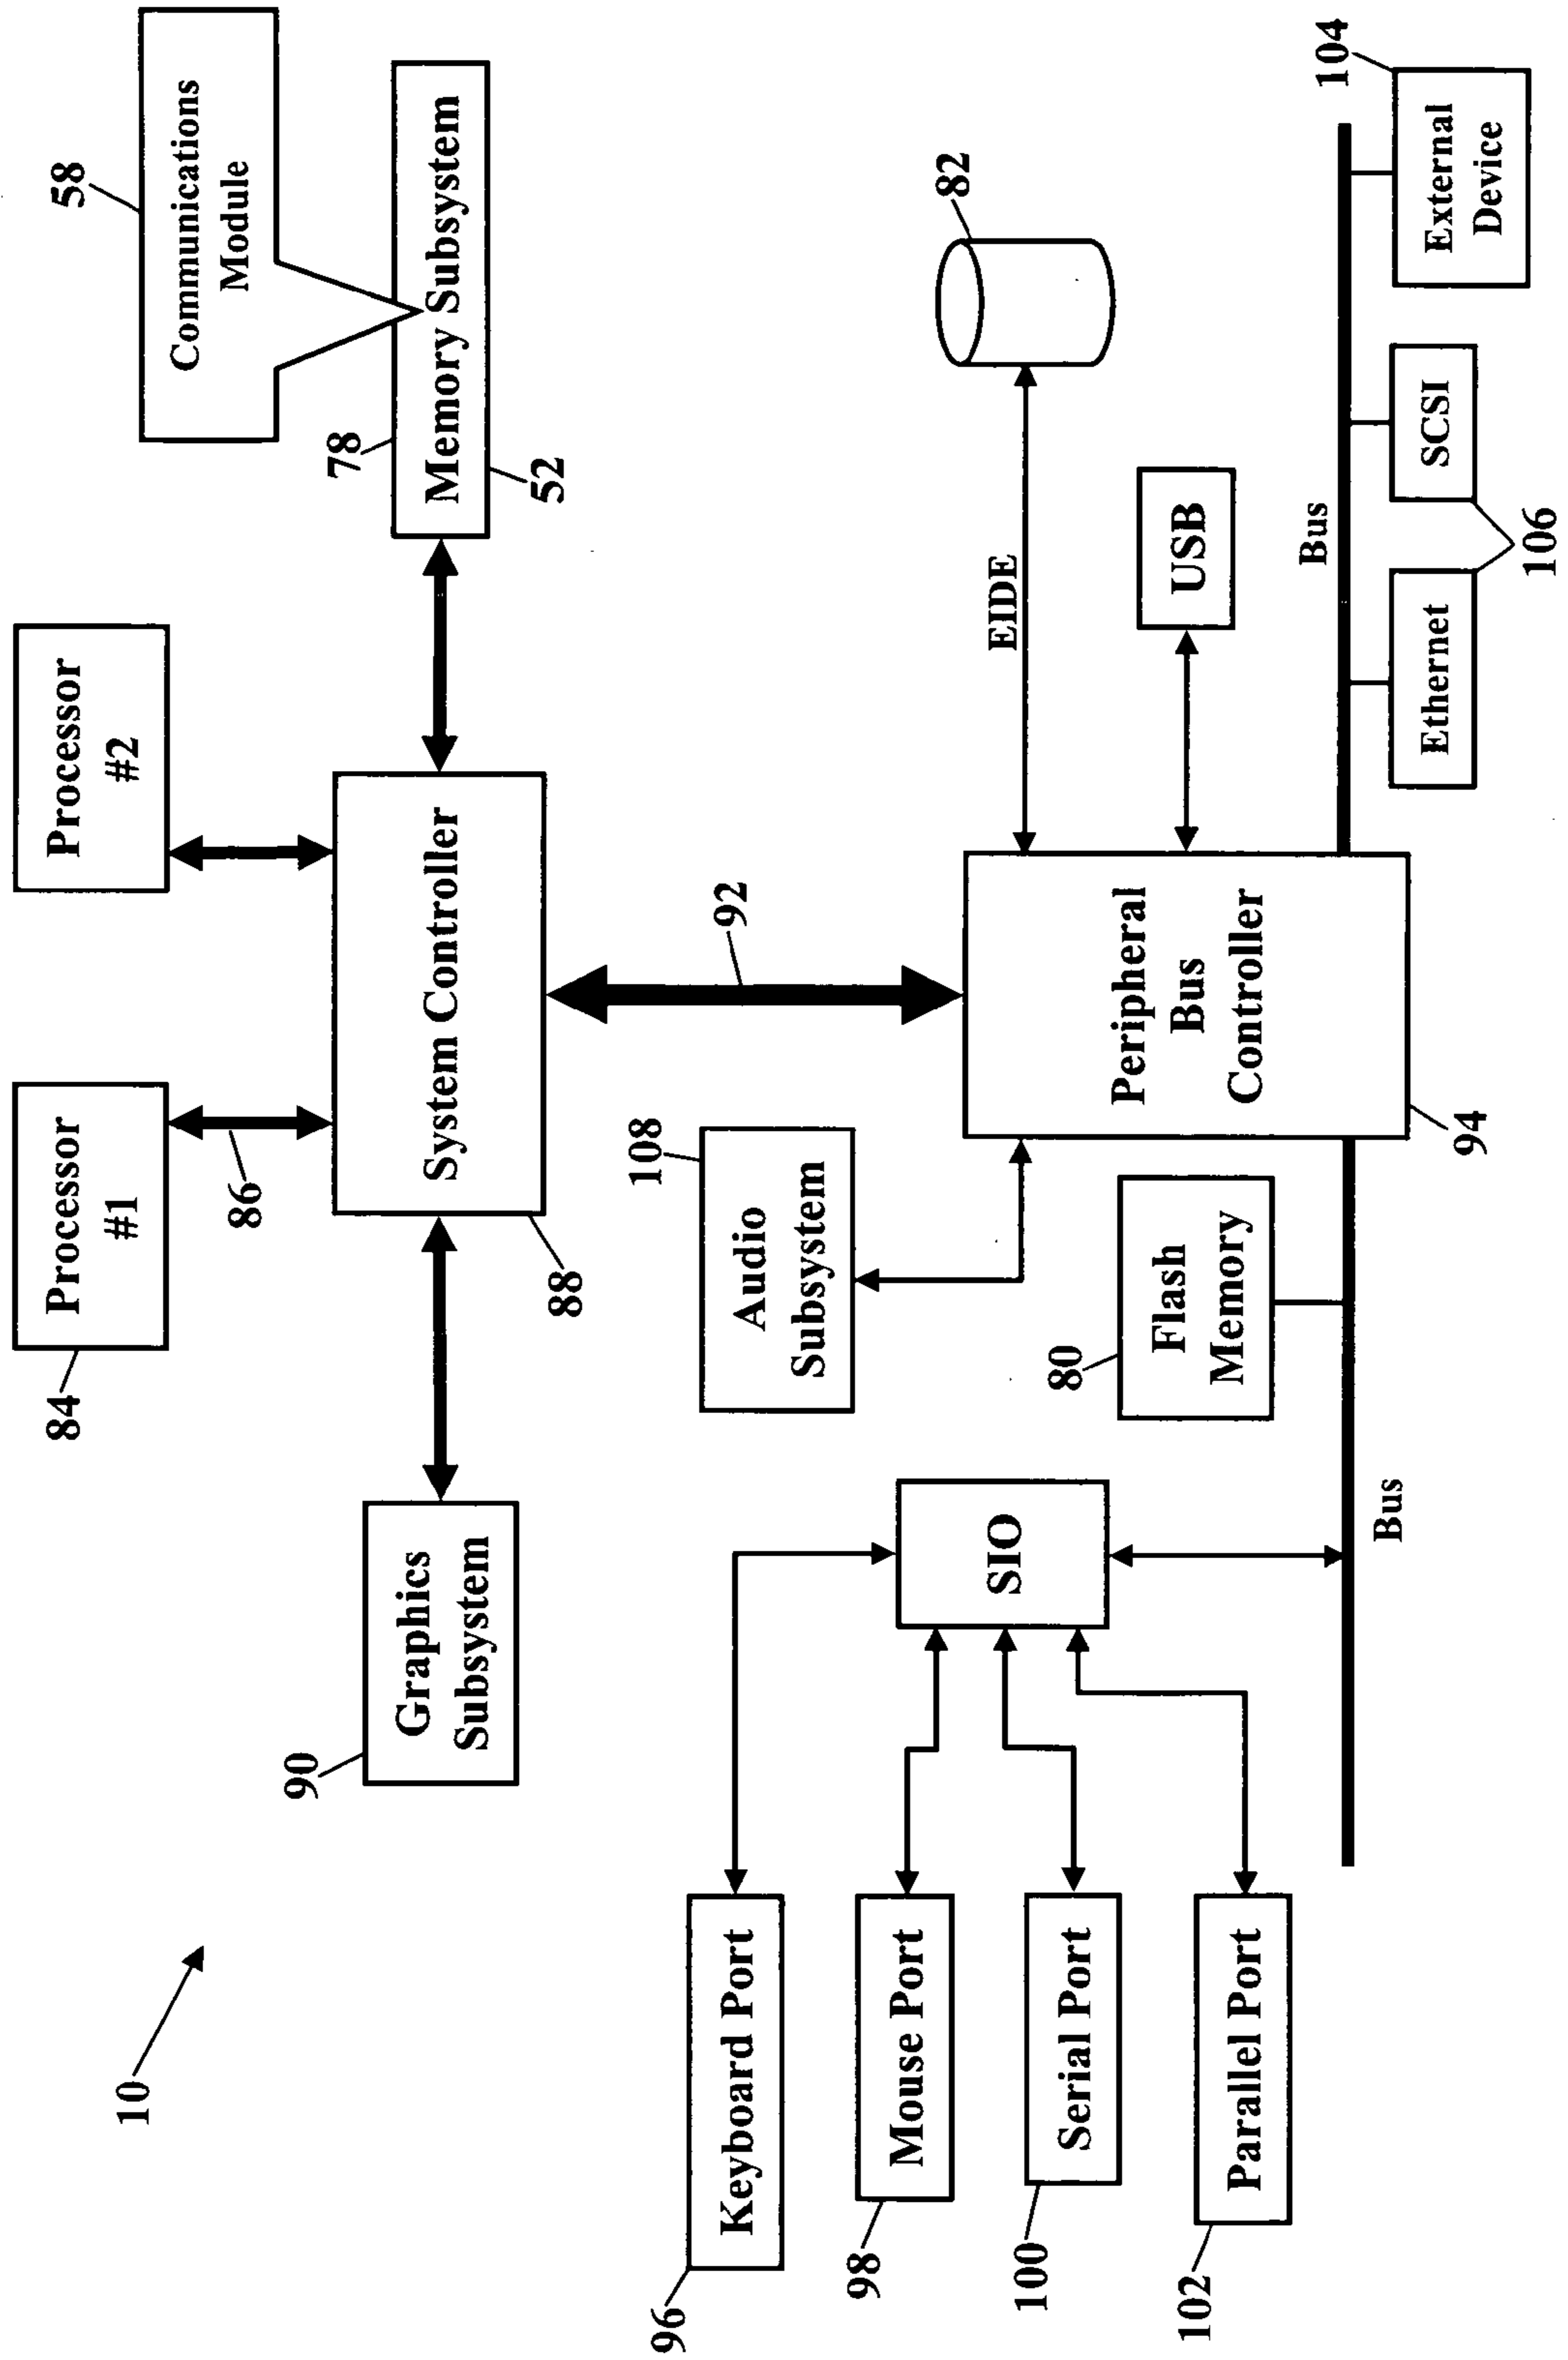 10
84
Processor
#1
86
Processor
#2
58
Communications
Module
90
Graphics
Subsystem
88
System Controller
78
Memory Subsystem
52
92
96
Keyboard Port
98
Mouse Port
100
Serial Port
102
Parallel Port
SIO
108
Audio
Subsystem
80
Flash
Memory
Peripheral
Bus
Controller
94
EIDE
82
USB
Bus
Bus
Ethernet
SCSI
106
External
Device
104